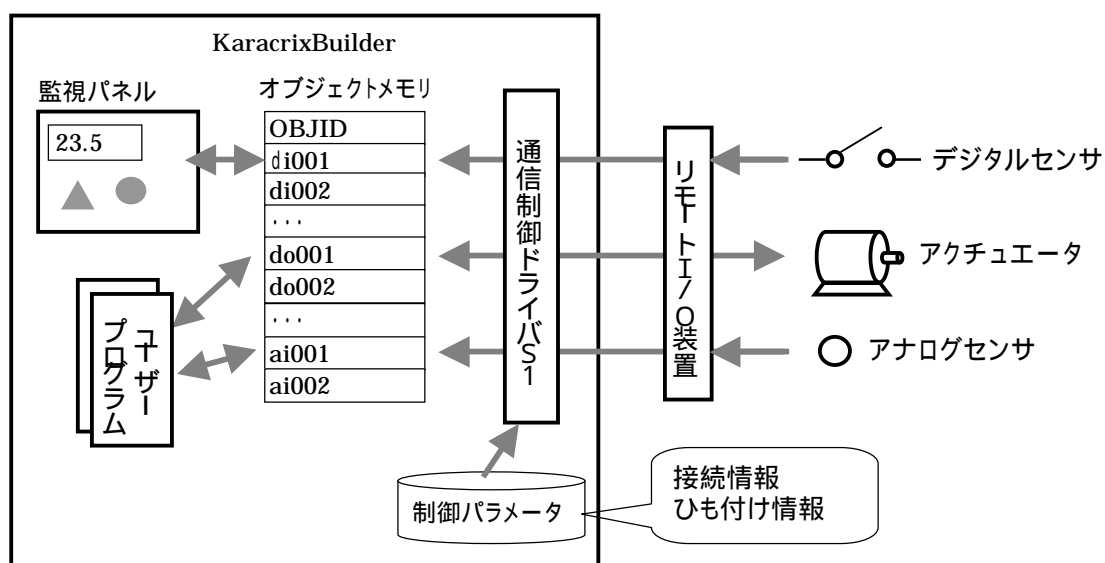 KaracrixBuilder
監視パネル
23.5
オブジェクトメモリ
OBJID
di001
di002
・・・
do001
do002
・・・
ai001
ai002
ユーザー
プログラム
通信制御ドライバS1
リモートI/O装置
デジタルセンサ
アクチュエータ
アナログセンサ
制御パラメータ
接続情報
ひも付け情報